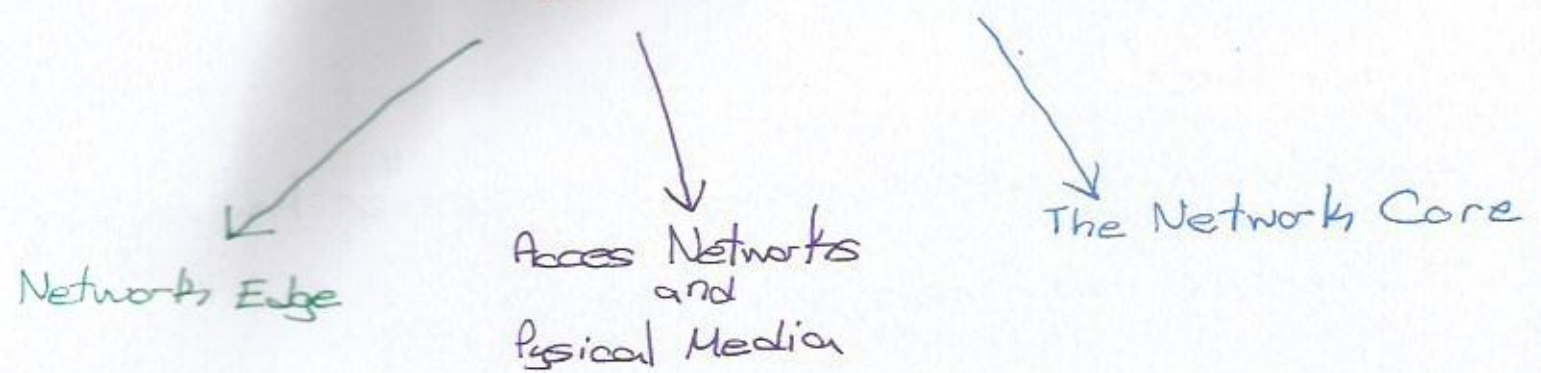 Network Edge
Acces Networks
and
Pysical Media
The Network Core